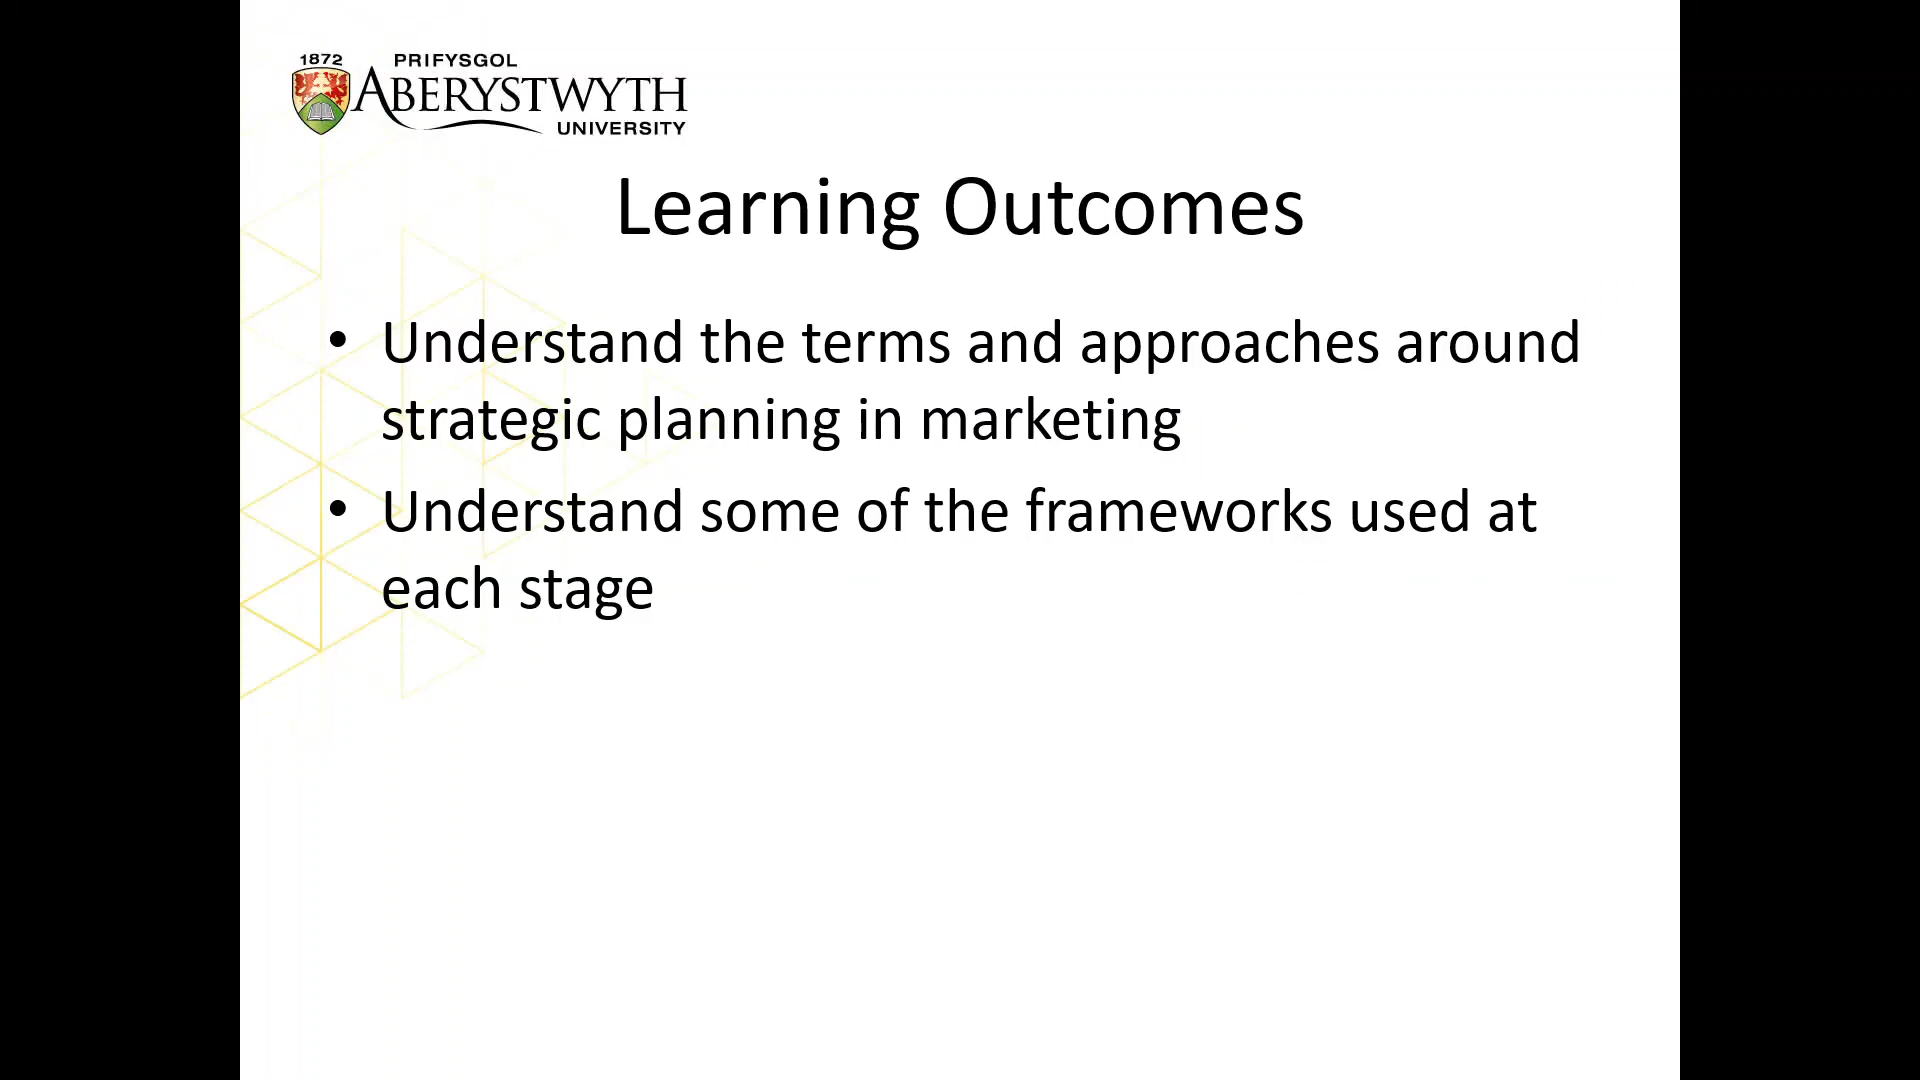 1872
PRIFYSGOL
ABERYSTWYTH
UNIVERSITY
Learning Outcomes
• Understand the terms and approaches around
strategic planning in marketing
• Understand some of the frameworks used at
each stage